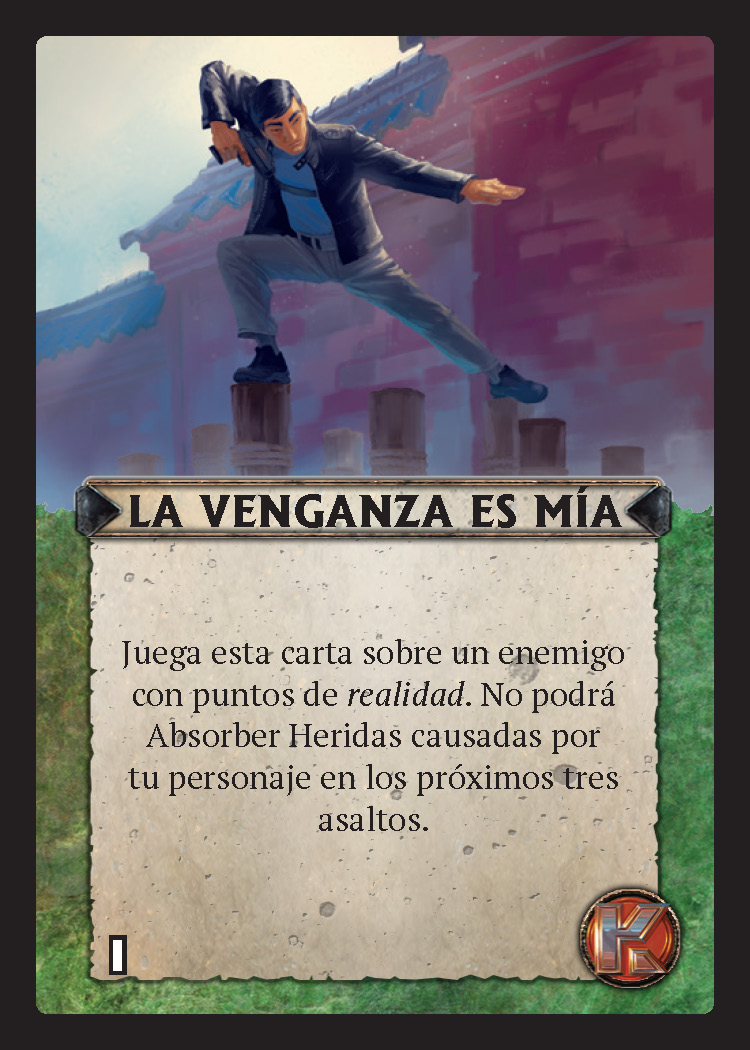 LA VENGANZA ES MÍA
Juega esta carta sobre un enemigo
con puntos de realidad. No podrá
Absorber Heridas causadas por
tu personaje en los próximos tres
asaltos.
K